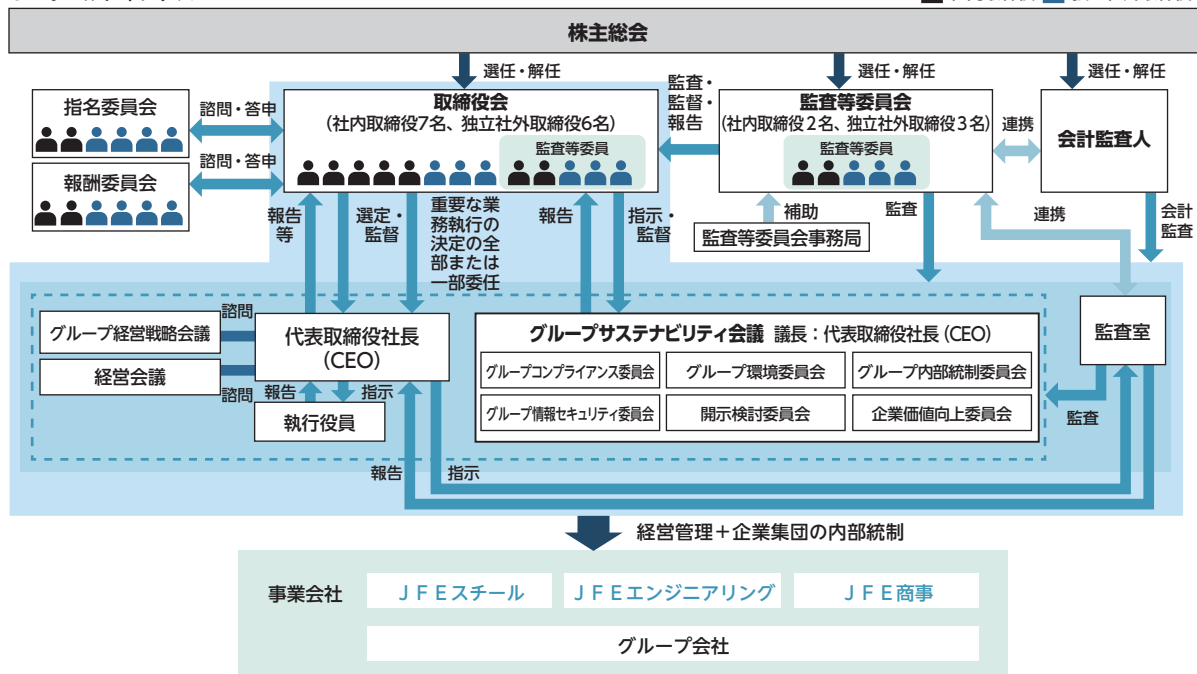 株主総会
選任・解任
選任・解任
選任・解任
指名委員会
諮問・答申
報酬委員会
諮問・答申
取締役会
(社内取締役7名、独立社外取締役6名)
監査等委員
監査・
監督・
報告
監査等委員会
(社内取締役2名、独立社外取締役3名)
監査等委員
連携
会計監査人
報告
等
選定・
監督
重要な業
務執行の
決定の全
部または
一部委任
報告
指示・
監督
補助
監査等委員会事務局
監査
連携
会計
監査
グループ経営戦略会議
諮問
経営会議
諮問
代表取締役社長
(CEO)
報告
指示
執行役員
グループサステナビリティ会議 議長：代表取締役社長(CEO)
グループコンプライアンス委員会
グループ環境委員会
グループ内部統制委員会
グループ情報セキュリティ委員会
開示検討委員会
企業価値向上委員会
監査室
監査
報告
指示
経営管理＋企業集団の内部統制
事業会社
ＪＦＥスチール
ＪＦＥエンジニアリング
ＪＦＥ商事
グループ会社